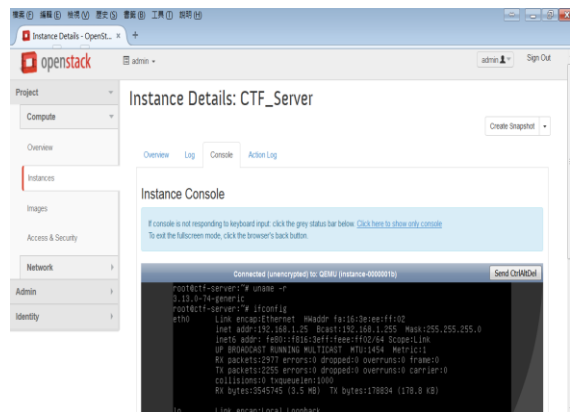 檔案(F) 編輯(E) 檢視(V) 歷史(S) 書籤(B) 工具(T) 說明(H)
Instance Details - OpenSt... × +
openstack admin admin Sign Out
Project
Compute
Overview
Instances
Images
Access & Security
Network
Admin
Identity
Instance Details: CTF_Server
Create Snapshot
Overview Log Console Action Log
Instance Console
If console is not responding to keyboard input: click the grey status bar below. Click here to show only console
To exit the fullscreen mode, click the browser's back button.
Connected (unencrypted) to: QEMU (instance-0000001b) Send CtrlAltDel
root@ctf-server:~# uname -r
3.13.0-74-generic
root@ctf-server:~# ifconfig
eth0 Link encap:Ethernet HWaddr fa:16:3e:ee:ff:02
inet addr:192.168.1.25 Bcast:192.168.1.255 Mask:255.255.255.0
inet6 addr: fe80::f816:3eff:feee:ff02/64 Scope:Link
UP BROADCAST RUNNING MULTICAST MTU:1454 Metric:1
RX packets:2977 errors:0 dropped:0 overruns:0 frame:0
TX packets:2255 errors:0 dropped:0 overruns:0 carrier:0
collisions:0 txqueuelen:1000
RX bytes:3545745 (3.5 MB) TX bytes:178834 (178.8 KB)
lo Link encap:Local Loopback